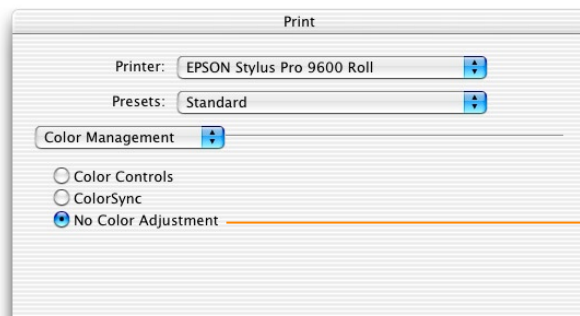 Print
Printer: EPSON Stylus Pro 9600 Roll
Presets: Standard
Color Management
Color Controls
ColorSync
No Color Adjustment